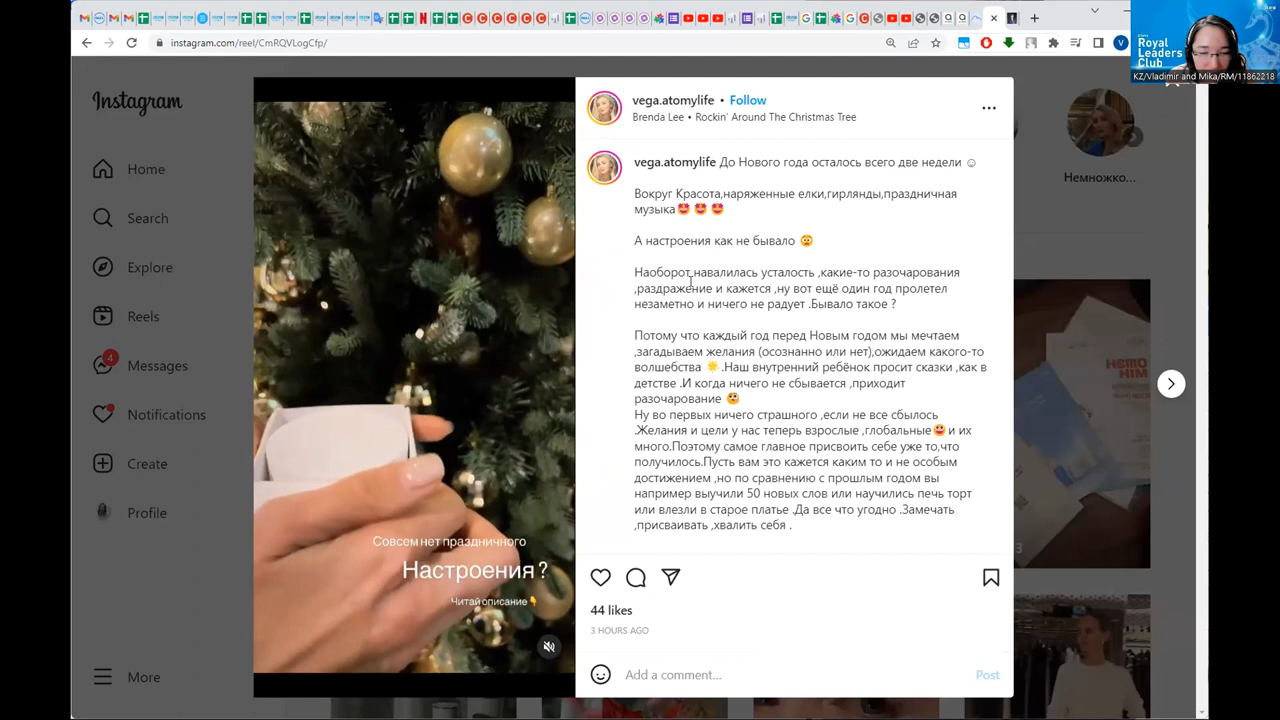 instagram.com/reel/CmRQVLogCfp/
Royal
Leaders
Club
KZ/Vladimir and Mika/RM/11862218
Instagram
Home
Search
Explore
Reels
4
Messages
Notifications
Create
Profile
More
Совсем нет праздничного
Настроения ?
Читай описание👇
vega.atomylife • Follow
Brenda Lee • Rockin' Around The Christmas Tree
vega.atomylife До Нового года осталось всего две недели ☺
Вокруг Красота,наряженные елки,гирлянды,праздничная
музыка🤩 🤩 🤩
А настроения как не бывало 😩
Наоборот,навалилась усталость ,какие-то разочарования
,раздражение и кажется ,ну вот ещё один год пролетел
незаметно и ничего не радует .Бывало такое ?
Потому что каждый год перед Новым годом мы мечтаем
,загадываем желания (осознанно или нет),ожидаем какого-то
волшебства 🌟.Наш внутренний ребёнок просит сказки ,как в
детстве .И когда ничего не сбывается ,приходит
разочарование 😕
Ну во первых ничего страшного ,если не все сбылось
.Желания и цели у нас теперь взрослые ,глобальные😃и их
много.Поэтому самое главное присвоить себе уже то,что
получилось.Пусть вам это кажется каким то и не особым
достижением ,но по сравнению с прошлым годом вы
например выучили 50 новых слов или научились печь торт
или влезли в старое платье .Да все что угодно .Замечать
,присваивать ,хвалить себя .
44 likes
3 HOURS AGO
Add a comment...
Post
Немножко...
HEMO
HIM